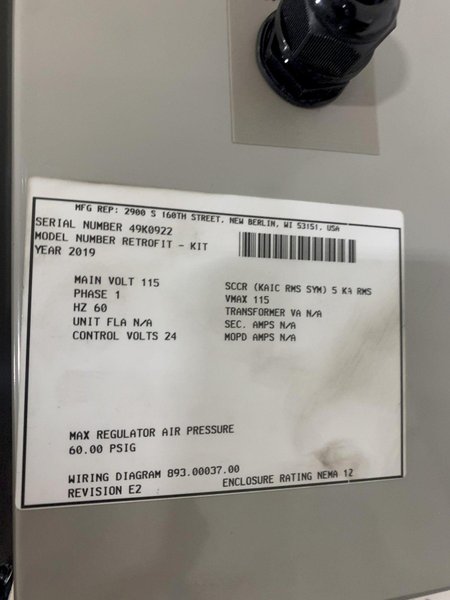 MFG REP: 2900 S 160TH STREET, NEW BERLIN, WI 53151, USA
SERIAL NUMBER 49K0922
MODEL NUMBER RETROFIT - KIT
YEAR 2019
MAIN VOLT 115
PHASE 1
HZ 60
UNIT FLA N/A
CONTROL VOLTS 24
SCCR (KAIC RMS SYM) 5 KA RMS
VMAX 115
TRANSFORMER VA N/A
SEC. AMPS N/A
MOPD AMPS N/A
MAX REGULATOR AIR PRESSURE
60.00 PSIG
WIRING DIAGRAM 893.00037.00
REVISION E2
ENCLOSURE RATING NEMA 12